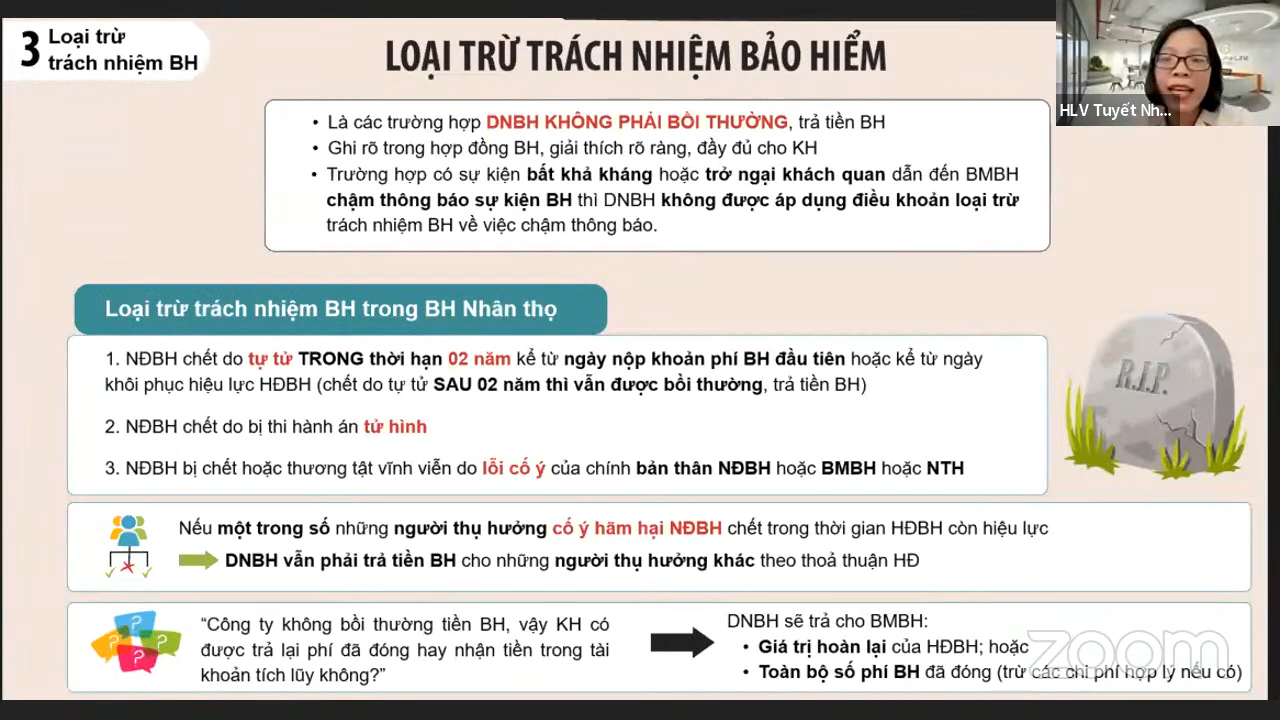 3 Loại trừ
trách nhiệm BH
LOẠI TRỪ TRÁCH NHIỆM BẢO HIỂM
HLV Tuyết Nh...
• Là các trường hợp DNBH KHÔNG PHẢI BỒI THƯỜNG, trả tiền BH
• Ghi rõ trong hợp đồng BH, giải thích rõ ràng, đầy đủ cho KH
• Trường hợp có sự kiện bất khả kháng hoặc trở ngại khách quan dẫn đến BMBH
chậm thông báo sự kiện BH thì DNBH không được áp dụng điều khoản loại trừ
trách nhiệm BH về việc chậm thông báo.
Loại trừ trách nhiệm BH trong BH Nhân thọ
1. NĐBH chết do tự tử TRONG thời hạn 02 năm kể từ ngày nộp khoản phí BH đầu tiên hoặc kể từ ngày
khôi phục hiệu lực HĐBH (chết do tự tử SAU 02 năm thì vẫn được bồi thường, trả tiền BH)
2. NĐBH chết do bị thi hành án tử hình
3. NĐBH bị chết hoặc thương tật vĩnh viễn do lỗi cố ý của chính bản thân NĐBH hoặc BMBH hoặc NTH
R.I.P.
Nếu một trong số những người thụ hưởng cố ý hãm hại NĐBH chết trong thời gian HĐBH còn hiệu lực
DNBH vẫn phải trả tiền BH cho những người thụ hưởng khác theo thoả thuận HĐ
“Công ty không bồi thường tiền BH, vậy KH có
được trả lại phí đã đóng hay nhận tiền trong tài
khoản tích lũy không?”
DNBH sẽ trả cho BMBH:
• Giá trị hoàn lại của HĐBH; hoặc
• Toàn bộ số phí BH đã đóng (trừ các chi phí hợp lý nếu có)
zoom